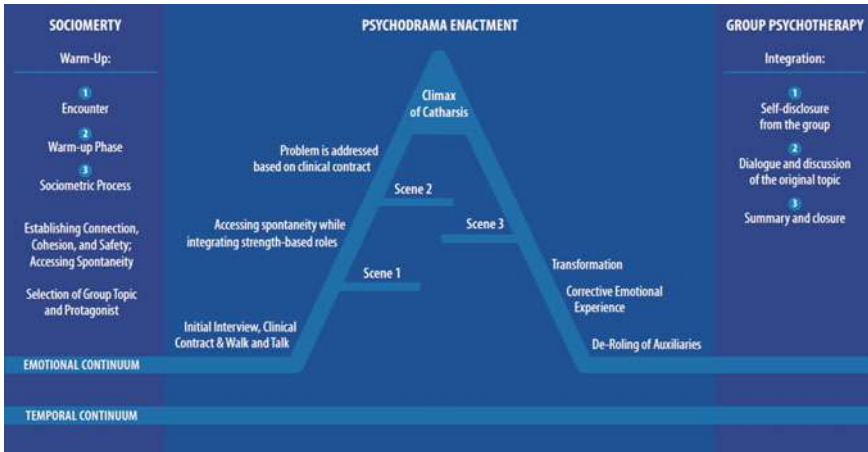 SOCIOMERTY
Warm-Up:
1
Encounter
2
Warm-up Phase
3
Sociometric Process
Establishing Connection,
Cohesion, and Safety;
Accessing Spontaneity
Selection of Group Topic
and Protagonist
PSYCHODRAMA ENACTMENT
Climax
of Catharsis
Problem is addressed
based on clinical contract
Scene 2
Accessing spontaneity while
integrating strength-based roles
Scene 3
Scene 1
Transformation
Corrective Emotional
Experience
Initial Interview, Clinical
Contract & Walk and Talk
De-Roling of Auxiliaries
GROUP PSYCHOTHERAPY
Integration:
1
Self-disclosure
from the group
2
Dialogue and discussion
of the original topic
3
Summary and closure
EMOTIONAL CONTINUUM
TEMPORAL CONTINUUM